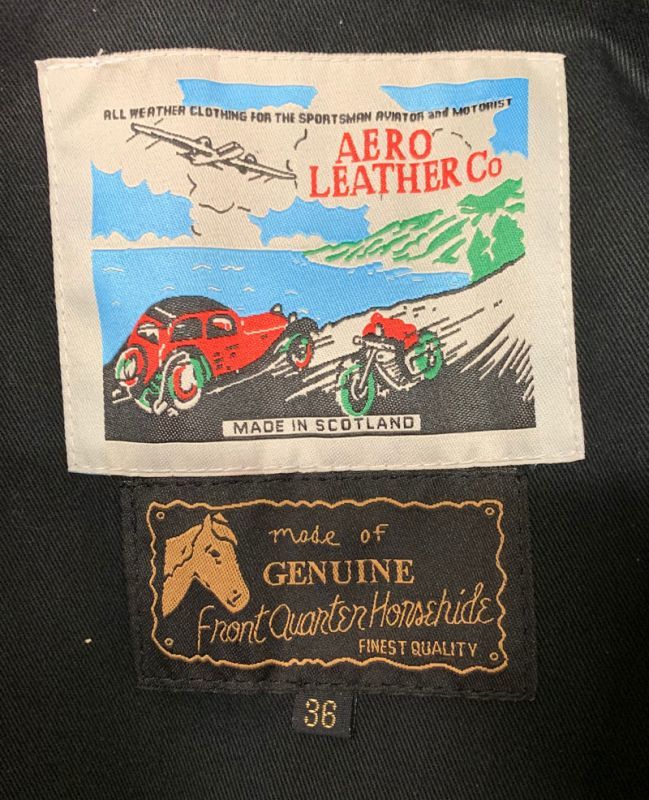 ALL WEATHER CLOTHING FOR THE SPORTSMAN AVIATOR and MOTORIST
AERO
LEATHER Co
MADE IN SCOTLAND
made of
GENUINE
Front Quarter Horsehide
FINEST QUALITY
36